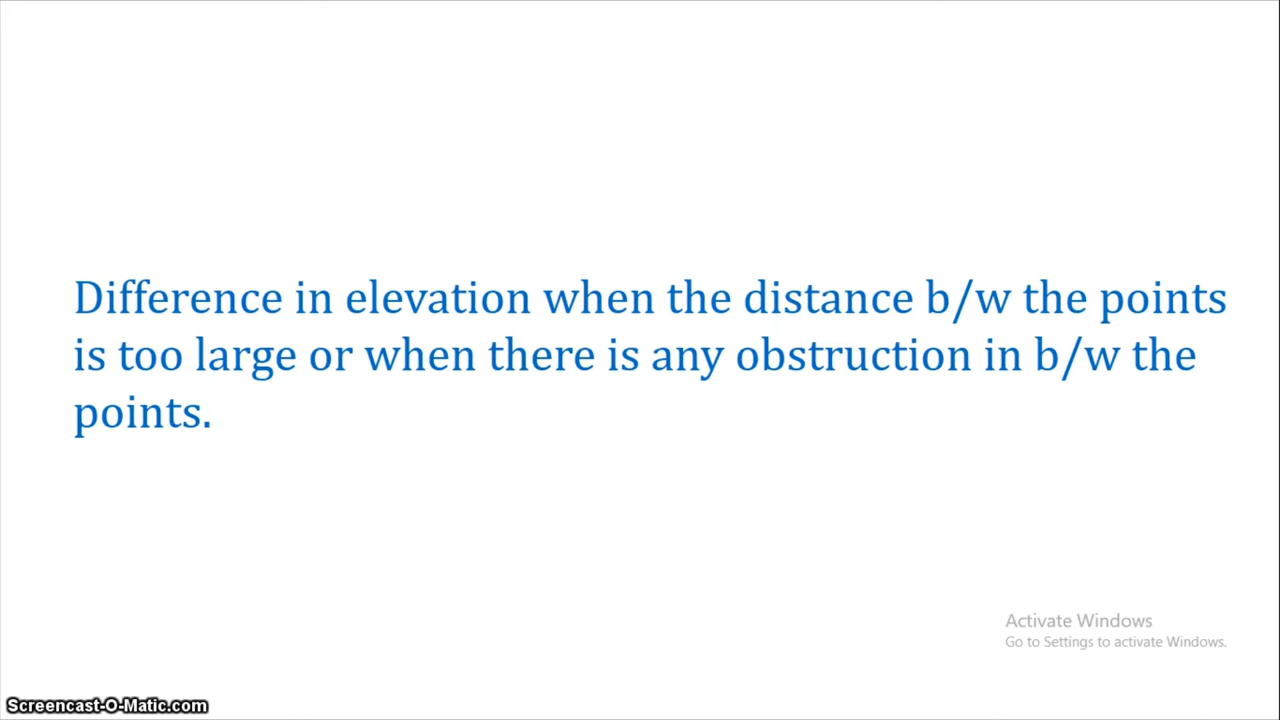 Difference in elevation when the distance b/w the points
is too large or when there is any obstruction in b/w the
points.
Activate Windows
Go to Settings to activate Windows.
Screencast-O-Matic.com